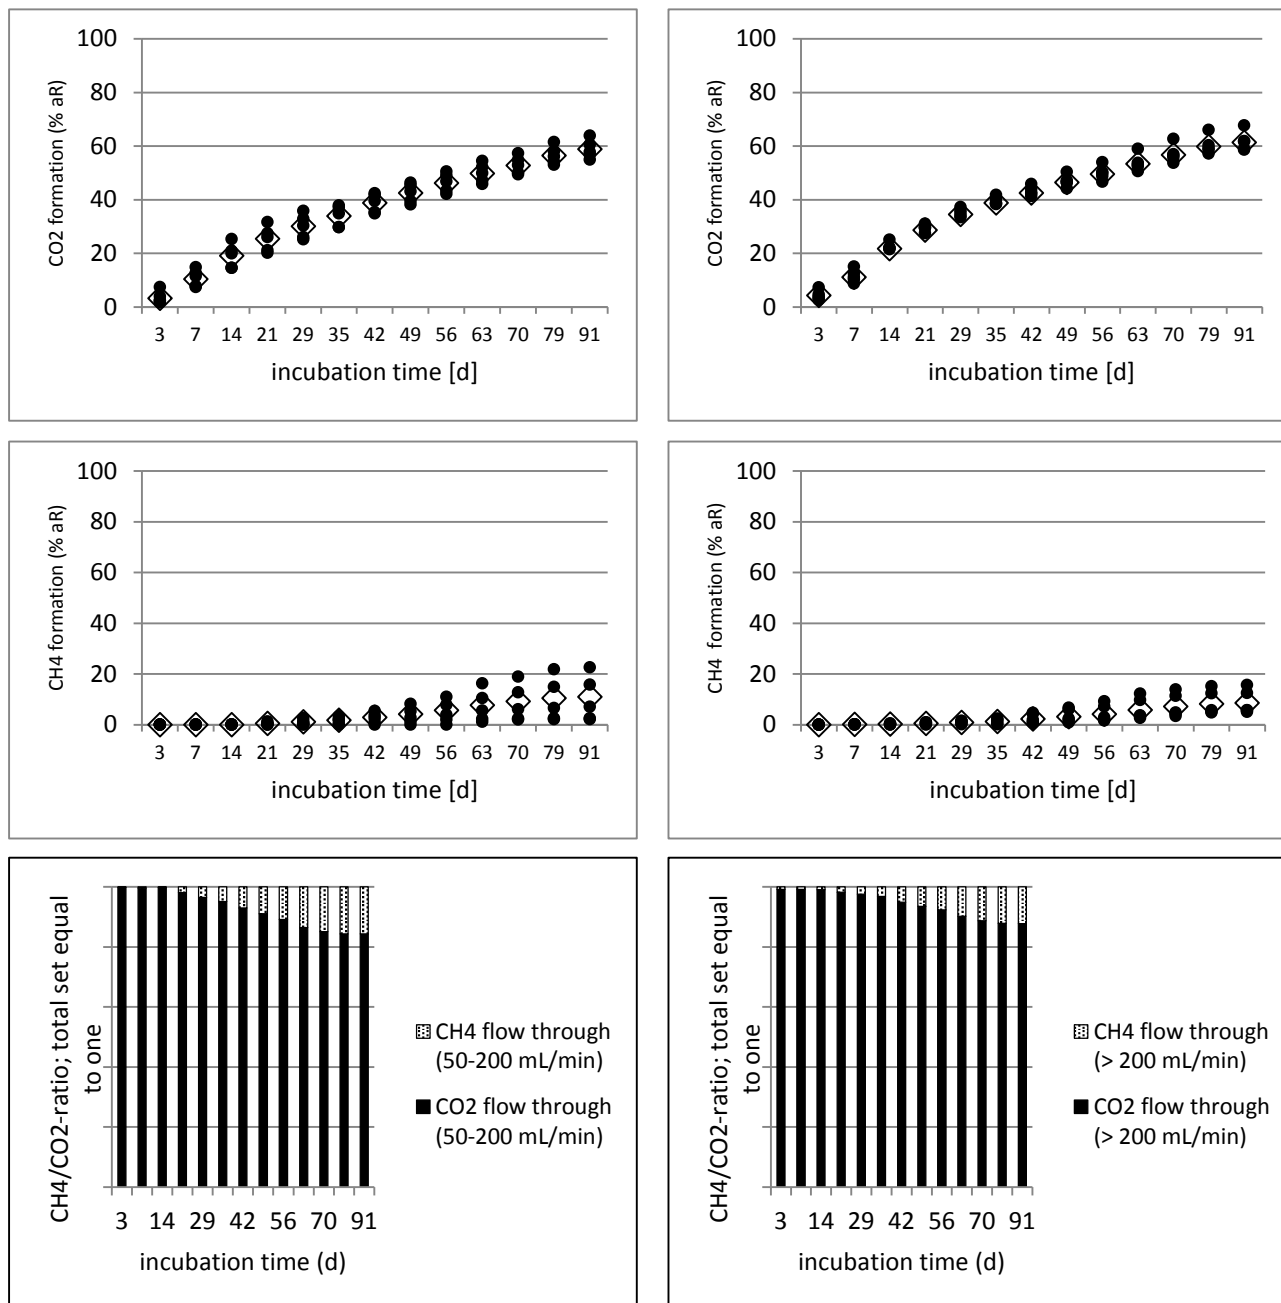 CO2 formation (% aR)
100
80
60
40
20
0
3 7 14 21 29 35 42 49 56 63 70 79 91
incubation time [d]
CO2 formation (% aR)
100
80
60
40
20
0
3 7 14 21 29 35 42 49 56 63 70 79 91
incubation time [d]
CH4 formation (% aR)
100
80
60
40
20
0
3 7 14 21 29 35 42 49 56 63 70 79 91
incubation time [d]
CH4 formation (% aR)
100
80
60
40
20
0
3 7 14 21 29 35 42 49 56 63 70 79 91
incubation time [d]
CH4/CO2-ratio; total set equal
to one
3 14 29 42 56 70 91
incubation time (d)
CH4 flow through
(50-200 mL/min)
CO2 flow through
(50-200 mL/min)
CH4/CO2-ratio; total set equal
to one
3 14 29 42 56 70 91
incubation time (d)
CH4 flow through
(> 200 mL/min)
CO2 flow through
(> 200 mL/min)